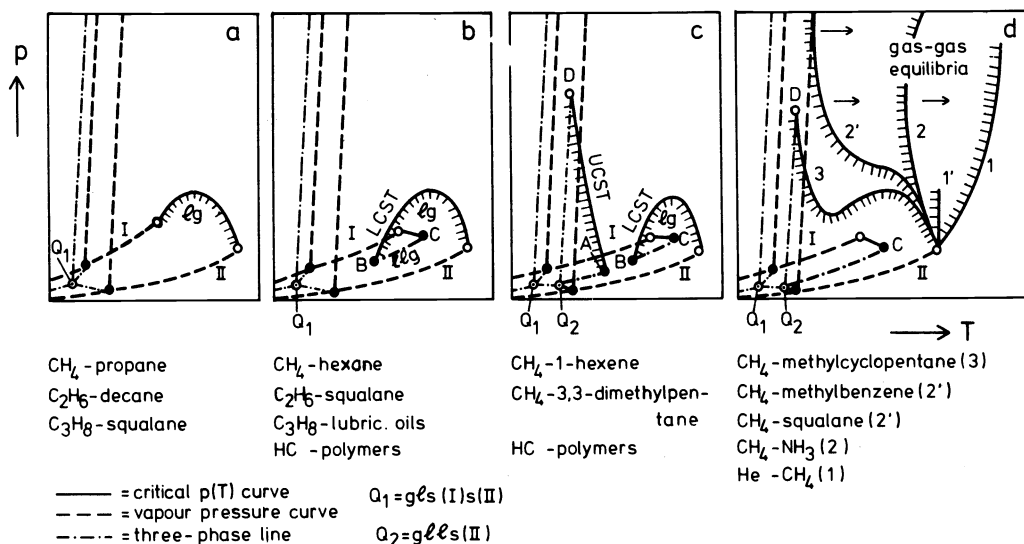 p
a
I
lg
Q₁
II
b
LCST
lg
I
C
B
llg
II
Q₁
c
D
UCST
LCST
lg
I
A
C
B
II
Q₁ Q₂
d
gas-gas
equilibria
D
2'
2
1
3
1'
I
C
II
Q₁ Q₂
T
CH₄-propane
C₂H₆-decane
C₃H₈-squalane
CH₄-hexane
C₂H₆-squalane
C₃H₈-lubric. oils
HC -polymers
CH₄-1-hexene
CH₄-3,3-dimethylpen-
tane
HC -polymers
CH₄-methylcyclopentane (3)
CH₄-methylbenzene (2')
CH₄-squalane (2')
CH₄-NH₃ (2)
He -CH₄ (1)
= critical p(T) curve
= vapour pressure curve
= three-phase line
Q₁ = gls (I) s (II)
Q₂ = glls (II)